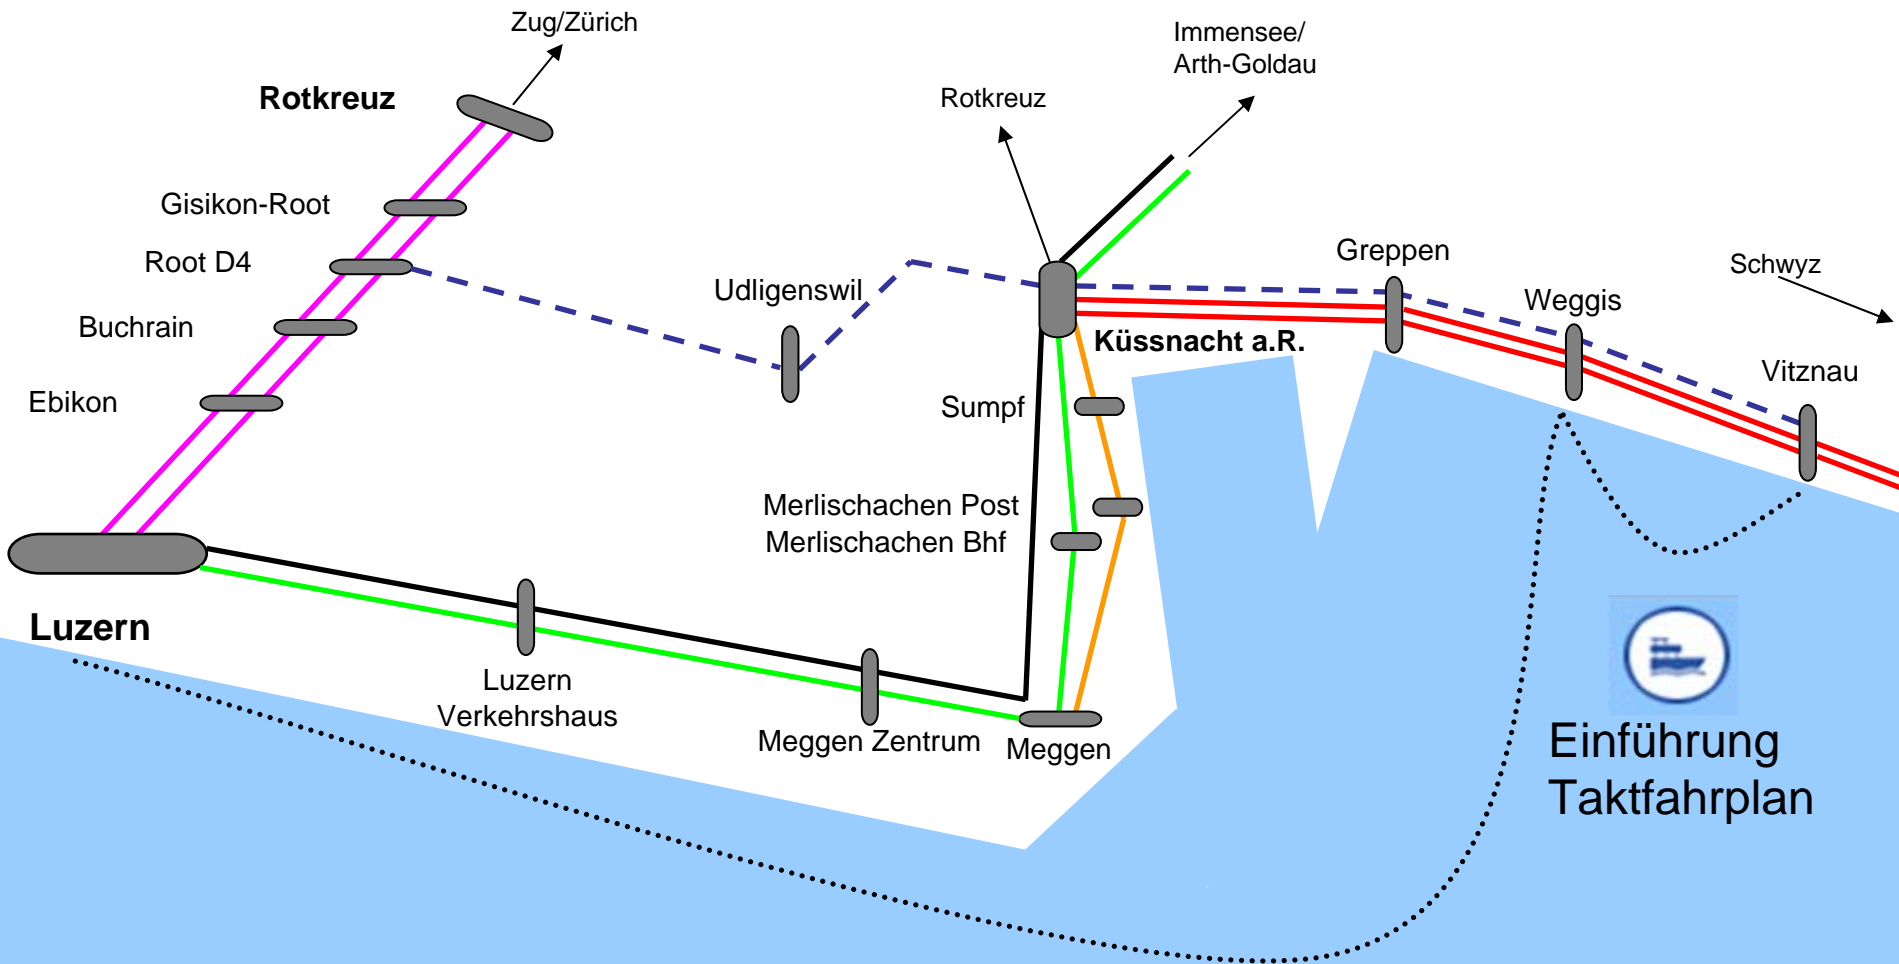 Zug/Zürich
Immensee/
Arth-Goldau
Rotkreuz
Rotkreuz
Gisikon-Root
Root D4
Udligenswil
Greppen
Schwyz
Weggis
Buchrain
Küssnacht a.R.
Vitznau
Ebikon
Sumpf
Merlischachen Post
Merlischachen Bhf
Luzern
Luzern
Verkehrshaus
Meggen Zentrum
Meggen
Einführung
Taktfahrplan